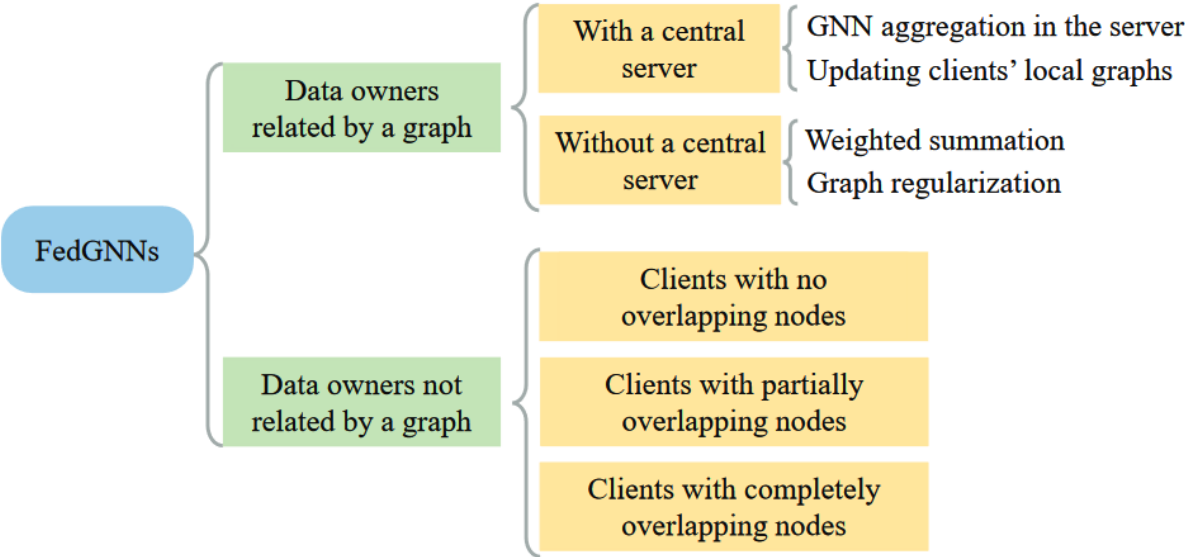 FedGNNs
Data owners
related by a graph
With a central
server
GNN aggregation in the server
Updating clients’ local graphs
Without a central
server
Weighted summation
Graph regularization
Data owners not
related by a graph
Clients with no
overlapping nodes
Clients with partially
overlapping nodes
Clients with completely
overlapping nodes